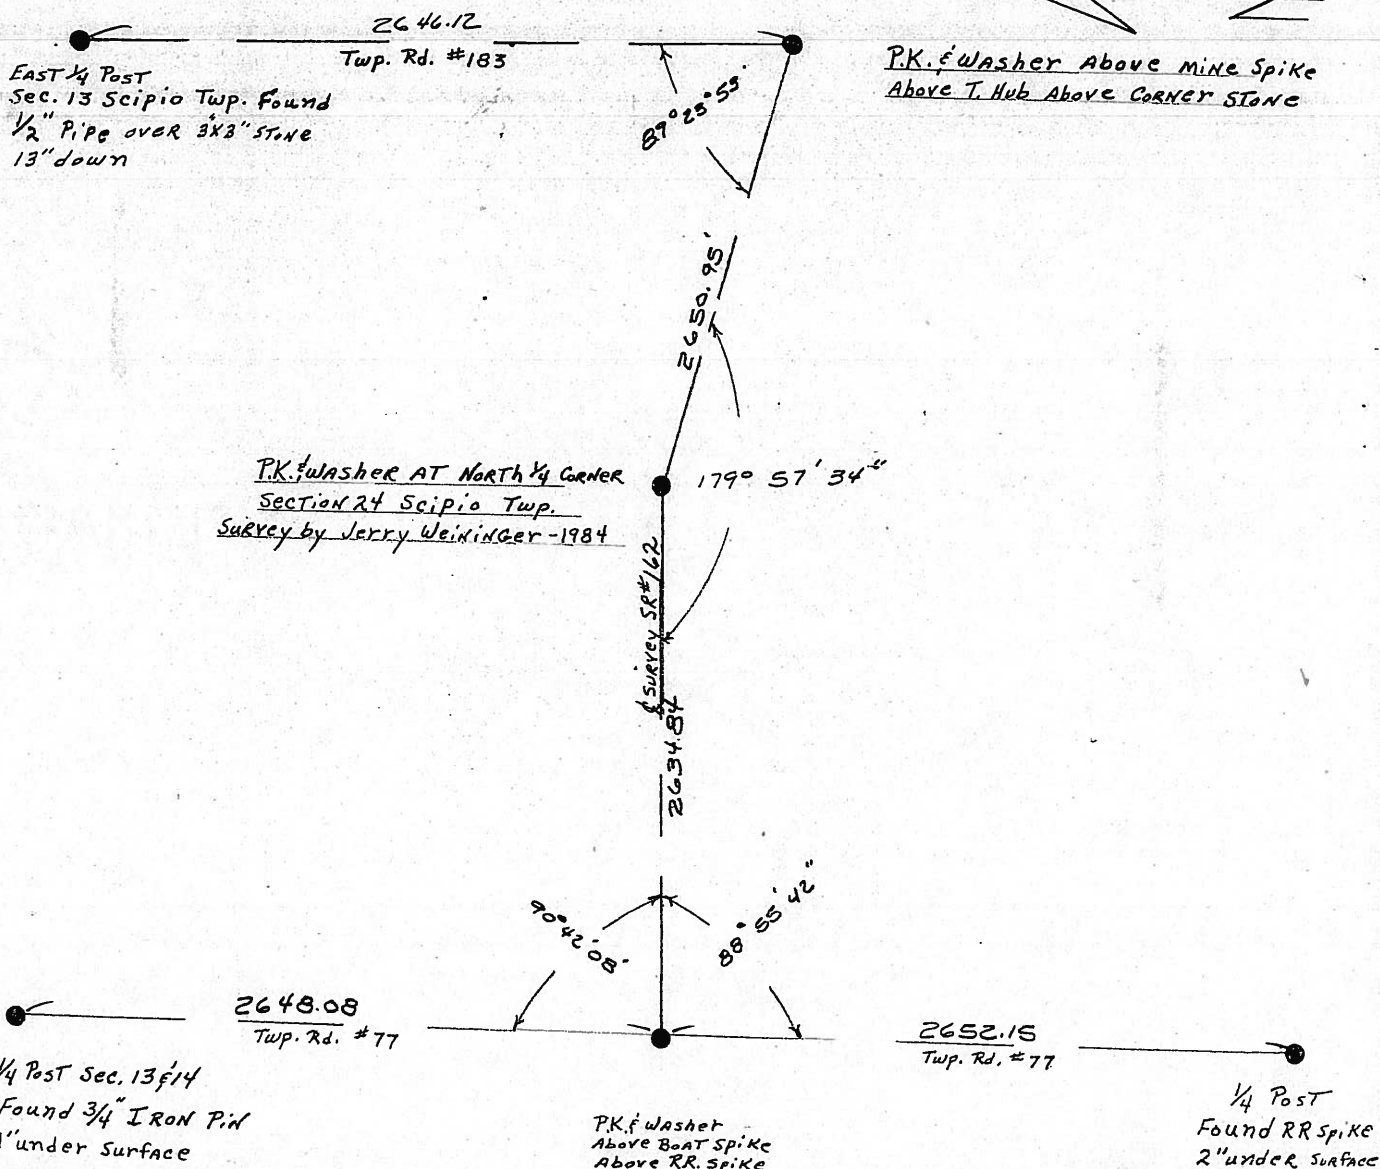 2646.12
Twp. Rd. #183
EAST 1/4 POST
Sec. 13 Scipio Twp. Found
1/2" Pipe OVER 3"X3" STONE
13" down
P.K. & WASHER Above MINE SPIKE
Above T. Hub Above CORNER STONE
89° 25' 53"
2650.95'
P.K. & WASHER AT NORTH 1/4 CORNER
SECTION 24 Scipio Twp.
Survey by Jerry Weininger - 1984
179° 57' 34"
℄ SURVEY SR#162
2634.84
90° 42' 08"
88° 55' 42"
2648.08
Twp. Rd. #77
2652.15
Twp. Rd. #77
1/4 POST Sec. 13 & 14
Found 3/4" IRON PIN
1" under Surface
P.K. & WASHER
Above BOAT SPIKE
Above RR. Spike
1/4 POST
Found RR Spike
2" under SURFACE